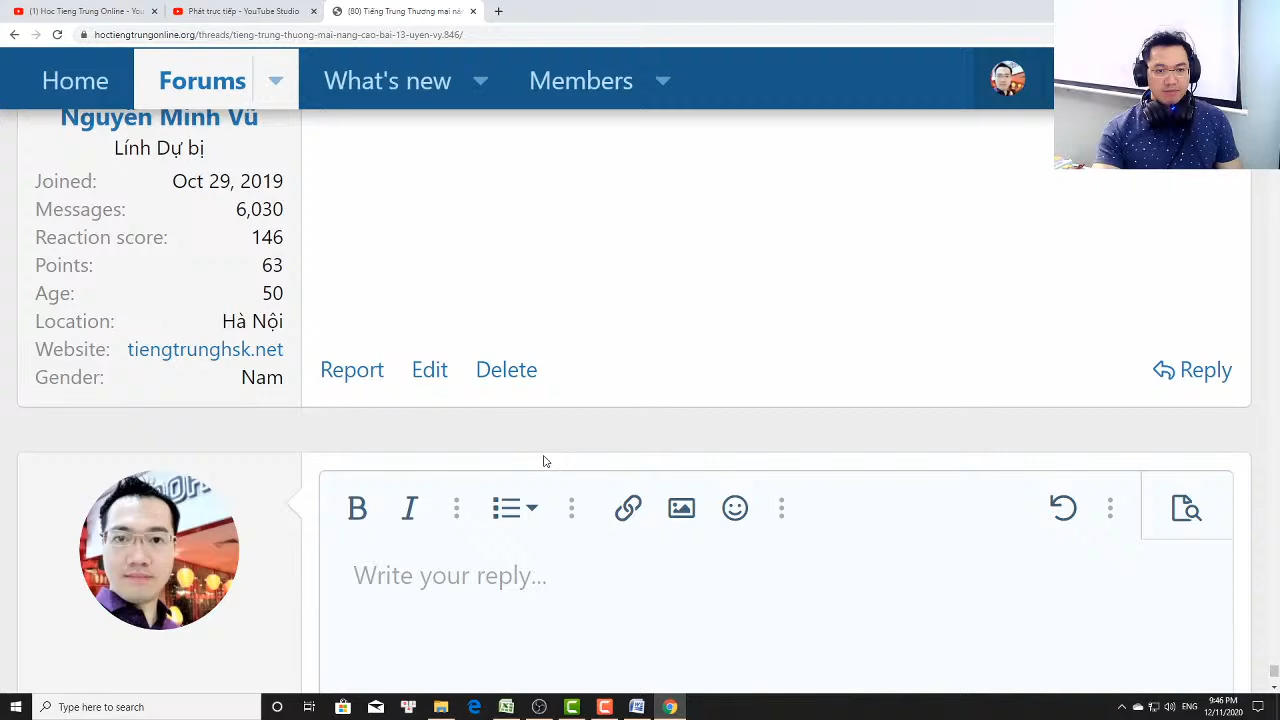 (1) Hoc Tieng Trung Online - You
Phát trực tiếp - YouTube Studio
(80) Tiếng Trung Thương mại nâ
hoctiengtrungonline.org/threads/tieng-trung-thuong-mai-nang-cao-bai-13-uyen-vy.846/
Home
Forums
What's new
Members
Nguyễn Minh Vũ
Lính Dự bị
Joined: Oct 29, 2019
Messages: 6,030
Reaction score: 146
Points: 63
Age: 50
Location: Hà Nội
Website: tiengtrunghsk.net
Gender: Nam
Report Edit Delete
Reply
B I
Write your reply...
Type here to search
ENG
9:46 PM
12/11/2020